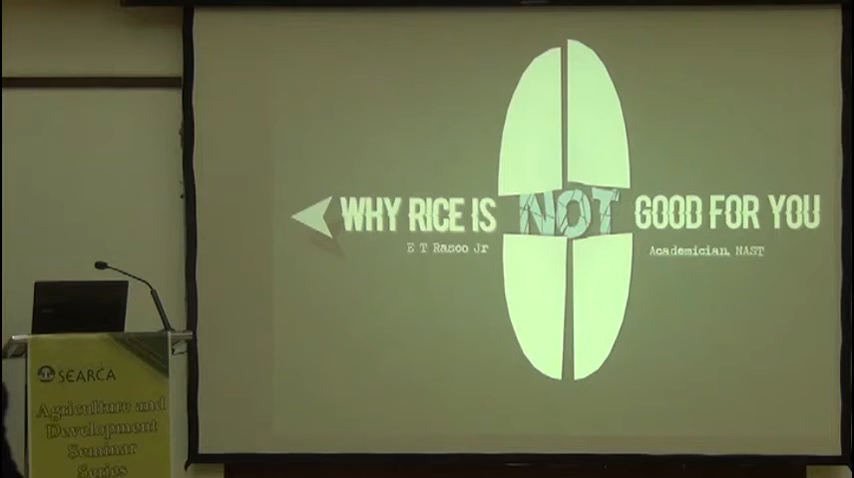 WHY RICE IS NOT GOOD FOR YOU
E T Rasco Jr
Academician, NAST
SEARCA
Agriculture and
Development
Seminar
Series